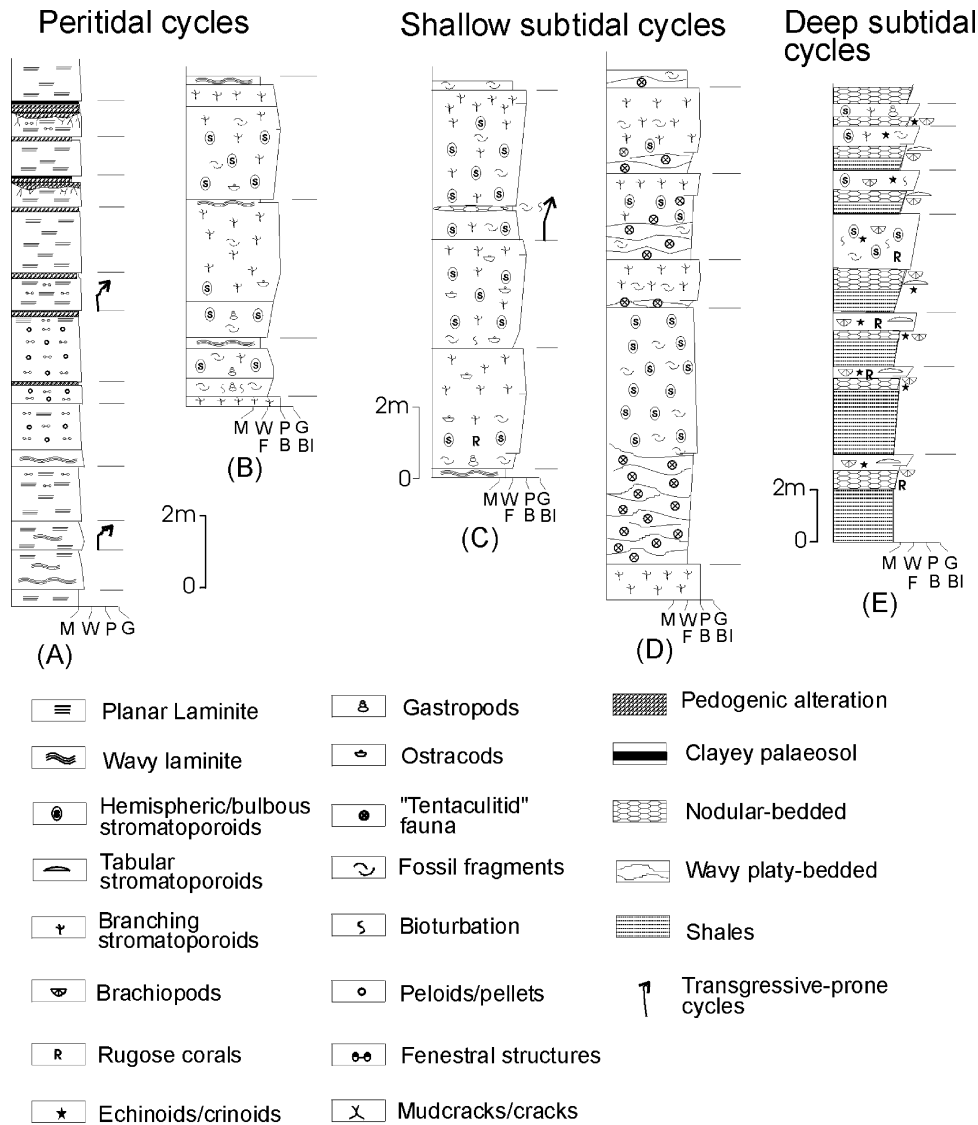 Peritidal cycles
Shallow subtidal cycles
Deep subtidal
cycles
M W P G
(A)
2m
0
M W P G
F B Bl
(B)
2m
0
M W P G
F B Bl
(C)
M W P G
F B Bl
(D)
2m
0
M W P G
F B Bl
(E)
R
R
R
R
R
Planar Laminite
Wavy laminite
Hemispheric/bulbous
stromatoporoids
Tabular
stromatoporoids
Branching
stromatoporoids
Brachiopods
R Rugose corals
Echinoids/crinoids
Gastropods
Ostracods
"Tentaculitid"
fauna
Fossil fragments
Bioturbation
Peloids/pellets
Fenestral structures
Mudcracks/cracks
Pedogenic alteration
Clayey palaeosol
Nodular-bedded
Wavy platy-bedded
Shales
Transgressive-prone
cycles